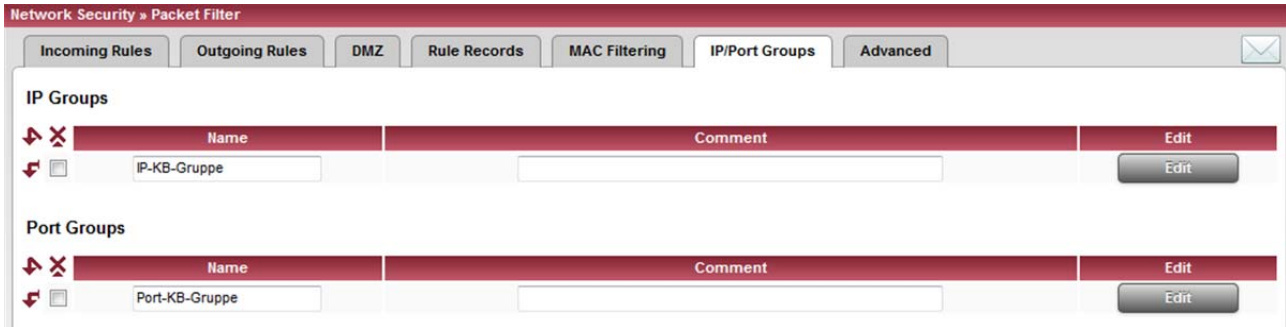 Network Security » Packet Filter
Incoming Rules Outgoing Rules DMZ Rule Records MAC Filtering IP/Port Groups Advanced
IP Groups
Name Comment Edit
IP-KB-Gruppe Edit
Port Groups
Name Comment Edit
Port-KB-Gruppe Edit